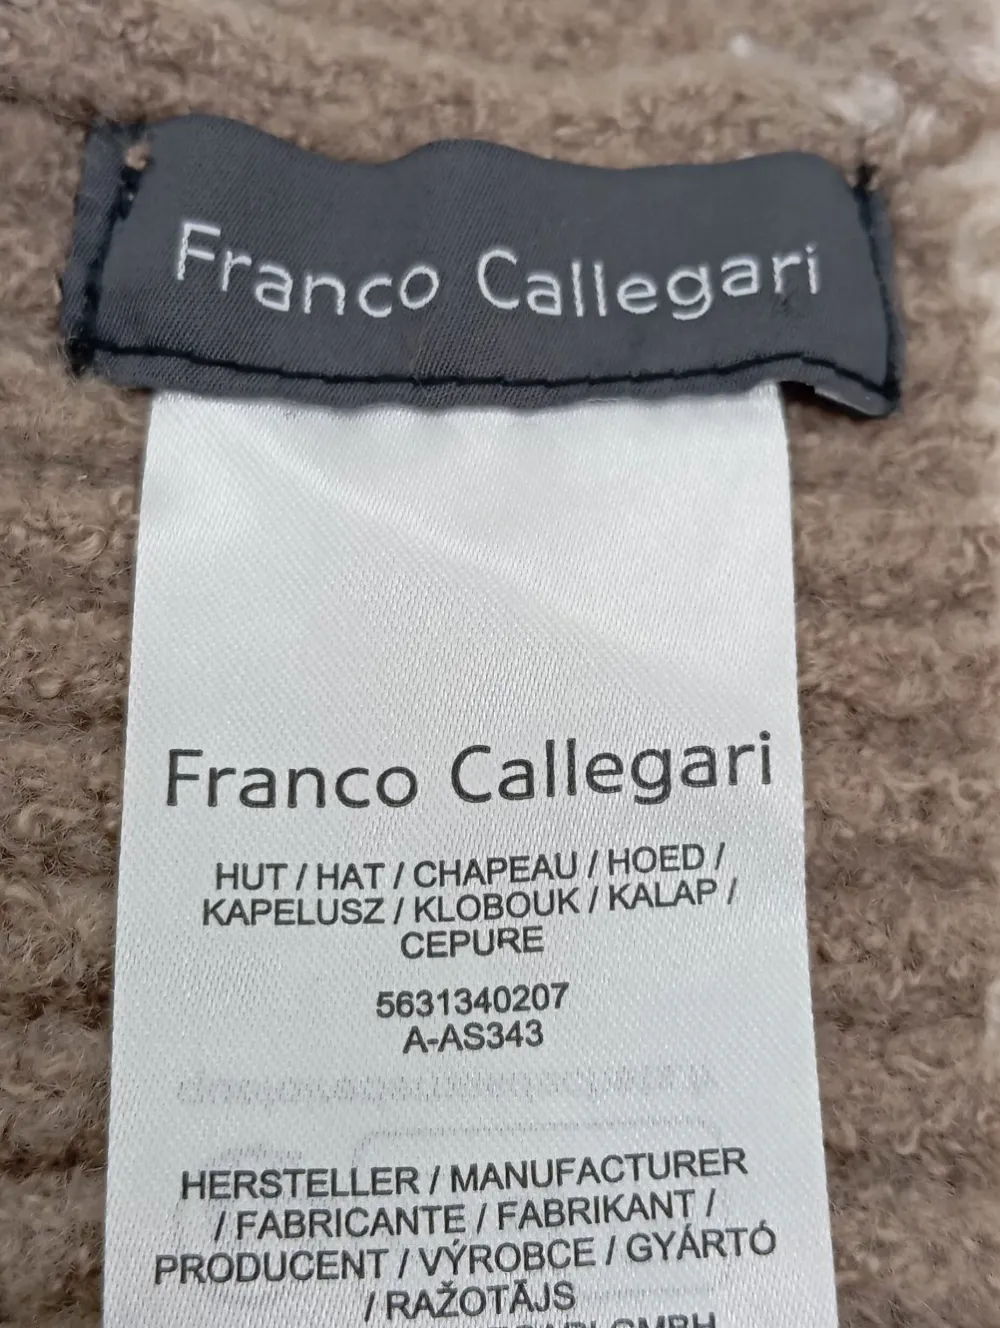 Franco Callegari
Franco Callegari
HUT / HAT / CHAPEAU / HOED /
KAPELUSZ / KLOBOUK / KALAP /
CEPURE
5631340207
A-AS343
HERSTELLER / MANUFACTURER
/ FABRICANTE / FABRIKANT /
PRODUCENT / VÝROBCE / GYÁRTÓ
/ RAŽOTĀJS
GMBH